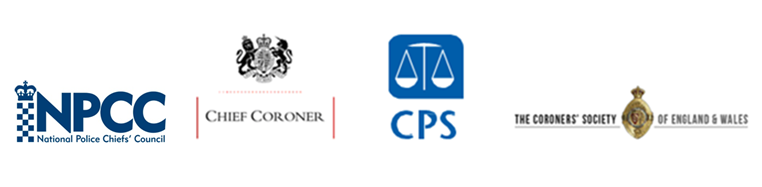 NPCC
National Police Chiefs' Council
CHIEF CORONER
CPS
THE CORONERS' SOCIETY OF ENGLAND & WALES